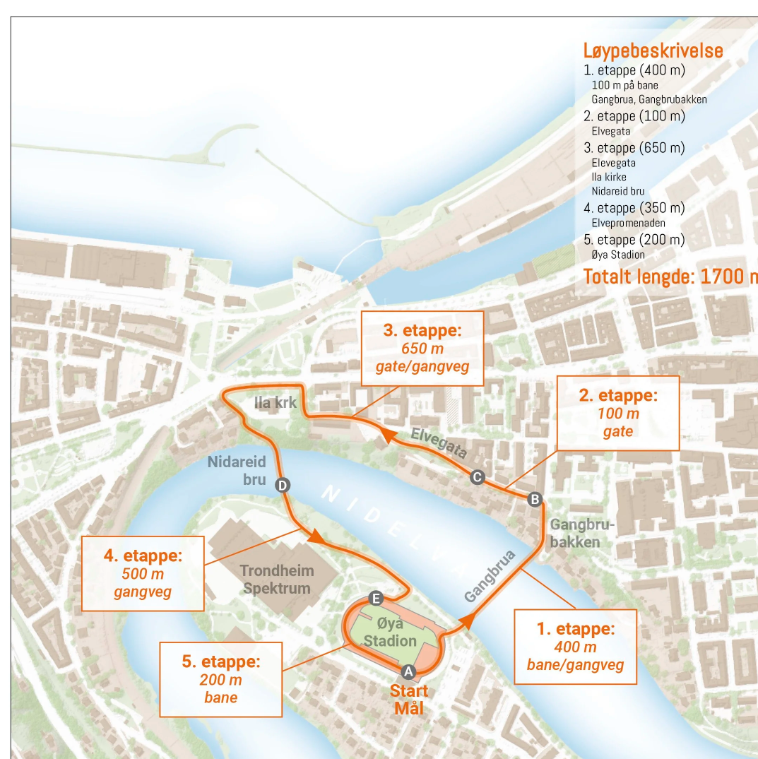 Løypebeskrivelse
1. etappe (400 m)
100 m på bane
Gangbrua, Gangbrubakken
2. etappe (100 m)
Elvegata
3. etappe (650 m)
Elevegata
Ila kirke
Nidareid bru
4. etappe (350 m)
Elvepromenaden
5. etappe (200 m)
Øya Stadion
Totalt lengde: 1700 m
3. etappe:
650 m
gate/gangveg
2. etappe:
100 m
gate
Ila krk
Elvegata
Nidareid
bru
C
D
B
NIDELVA
Gangbru-
bakken
4. etappe:
500 m
gangveg
Trondheim
Spektrum
Gangbrua
E
Øya
Stadion
1. etappe:
400 m
bane/gangveg
5. etappe:
200 m
bane
A
Start
Mål